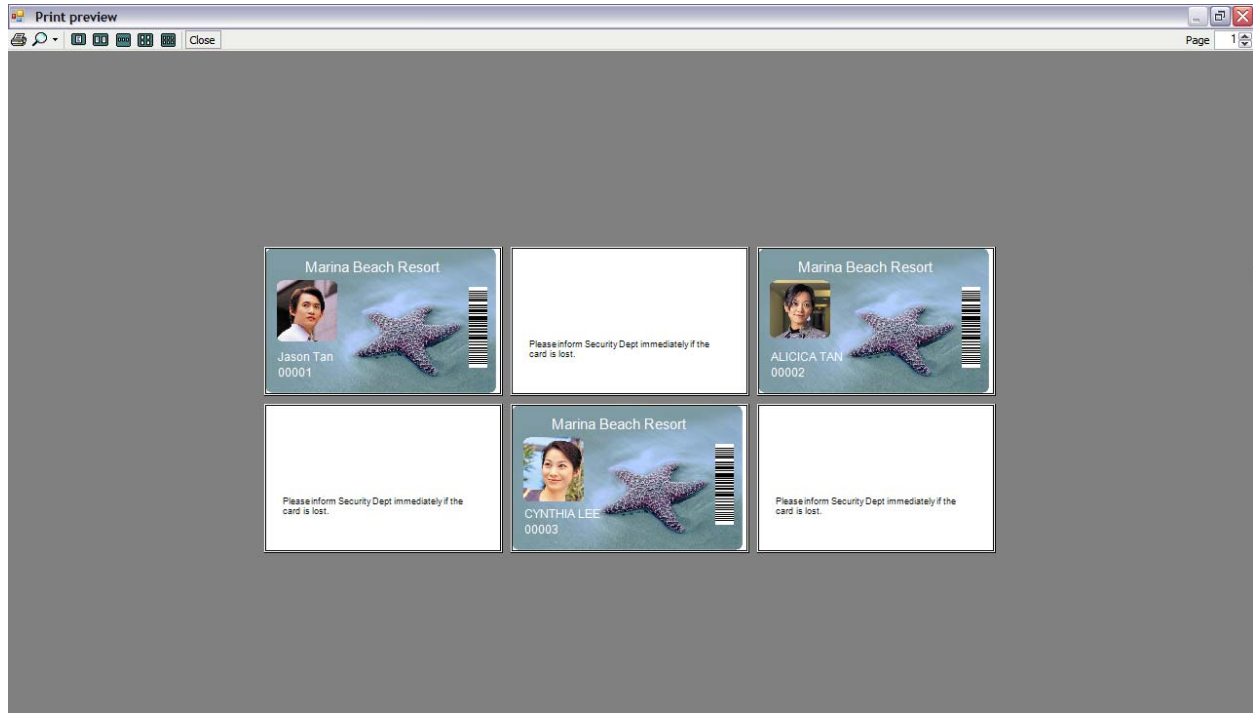 Print preview
Close
Page 1
Marina Beach Resort
Jason Tan
00001
Please inform Security Dept immediately if the
card is lost.
Marina Beach Resort
ALICICA TAN
00002
Please inform Security Dept immediately if the
card is lost.
Marina Beach Resort
CYNTHIA LEE
00003
Please inform Security Dept immediately if the
card is lost.